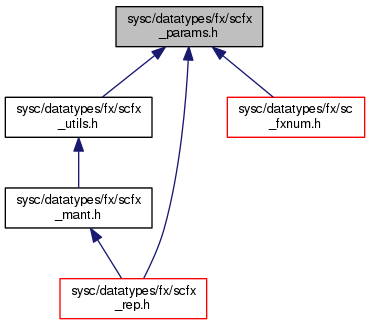 sysc/datatypes/fx/scfx
_params.h
sysc/datatypes/fx/scfx
_utils.h
sysc/datatypes/fx/sc
_fxnum.h
sysc/datatypes/fx/scfx
_mant.h
sysc/datatypes/fx/scfx
_rep.h